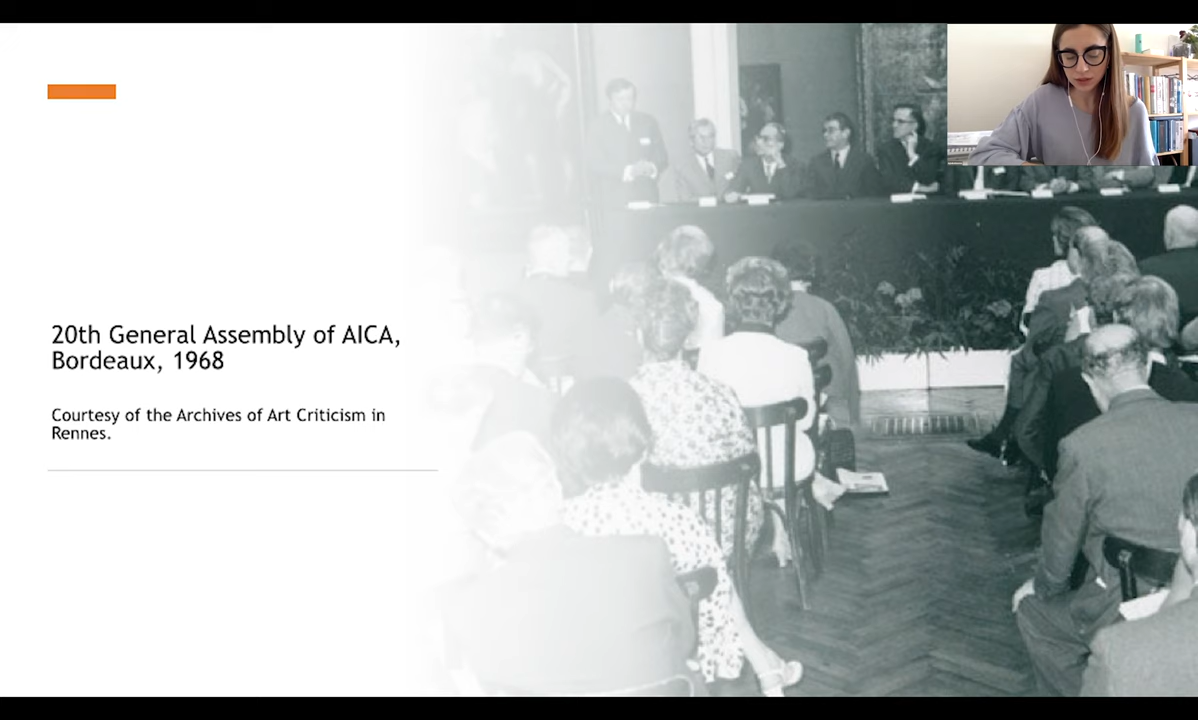 20th General Assembly of AICA,
Bordeaux, 1968
Courtesy of the Archives of Art Criticism in
Rennes.